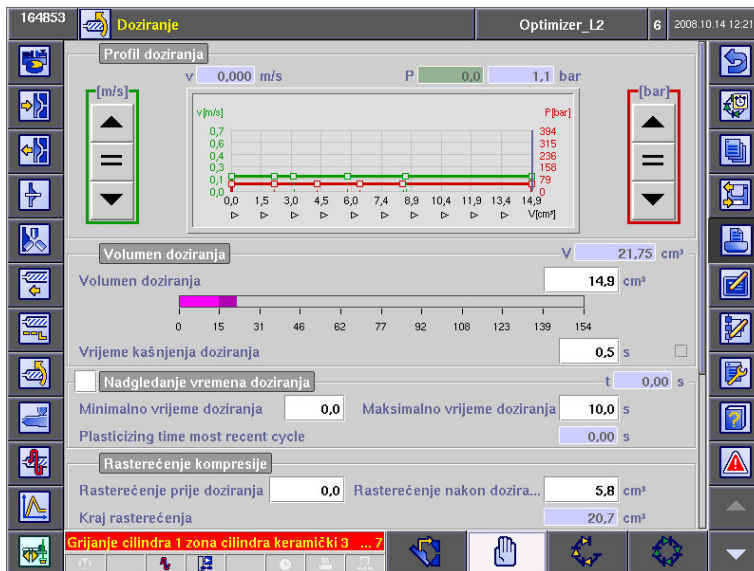 164853 Doziranje Optimizer_L2 6 2008.10.14 12:21
Profil doziranja
v 0,000 m/s P 0,0 1,1 bar
[m/s] [bar]
v[m/s] P[bar]
0,7 394
0,6 315
0,4 236
0,3 158
0,1 79
0,0 0
0,0 1,5 3,0 4,5 6,0 7,4 8,9 10,4 11,9 13,4 14,9
V[cm³]
Volumen doziranja V 21,75 cm³
Volumen doziranja 14,9 cm³
0 15 31 46 62 77 92 108 123 139 154
Vrijeme kašnjenja doziranja 0,5 s
Nadgledanje vremena doziranja t 0,00 s
Minimalno vrijeme doziranja 0,0 Maksimalno vrijeme doziranja 10,0 s
Plasticizing time most recent cycle 0,00 s
Rasterećenje kompresije
Rasterećenje prije doziranja 0,0 Rasterećenje nakon dozira... 5,8 cm³
Kraj rasterećenja 20,7 cm³
Grijanje cilindra 1 zona cilindra keramički 3 ... 7